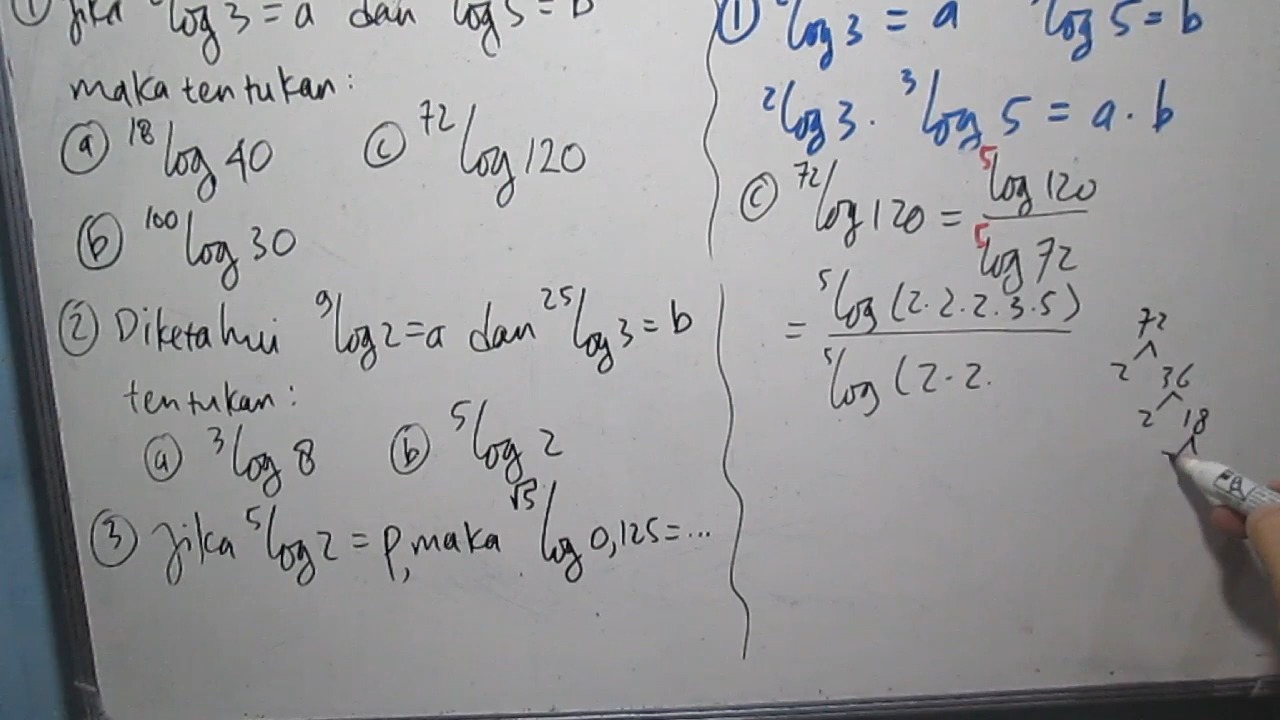 ① Jika ²log 3 = a dan ³log 5 = b
maka tentukan:
ⓐ ¹⁸log 40 ⓒ ⁷²log 120
ⓑ ¹⁰⁰log 30
② Diketahui ⁹log 2 = a dan ²⁵log 3 = b
tentukan:
ⓐ ³log 8 ⓑ ⁵log 2
③ Jika ⁵log 2 = p, maka √5log 0,125 = ...
① ²log 3 = a ³log 5 = b
²log 3 . ³log 5 = a . b
ⓒ ⁷²log 120 = ⁵log 120 / ⁵log 72
= ⁵log (2.2.2.3.5) / ⁵log (2.2.
72
2 36
2 18